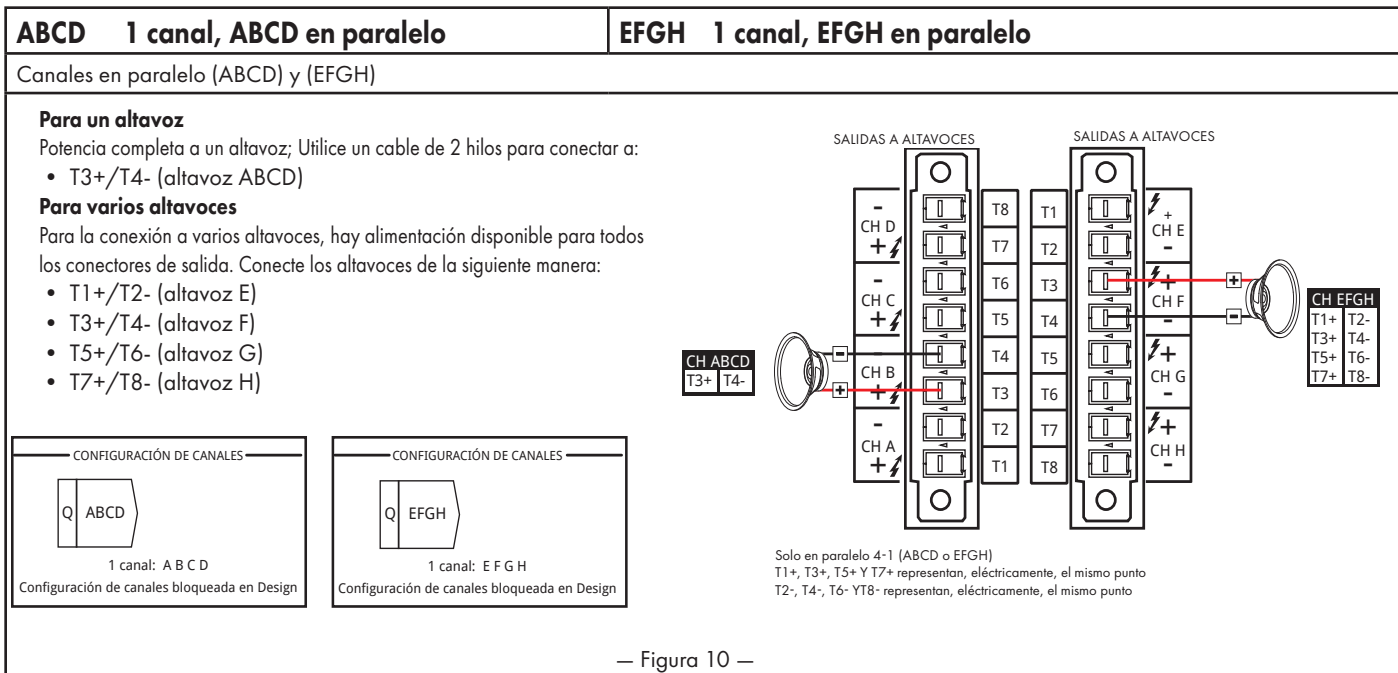 ABCD 1 canal, ABCD en paralelo
EFGH 1 canal, EFGH en paralelo
Canales en paralelo (ABCD) y (EFGH)
Para un altavoz
Potencia completa a un altavoz; Utilice un cable de 2 hilos para conectar a:
• T3+/T4- (altavoz ABCD)
Para varios altavoces
Para la conexión a varios altavoces, hay alimentación disponible para todos
los conectores de salida. Conecte los altavoces de la siguiente manera:
• T1+/T2- (altavoz E)
• T3+/T4- (altavoz F)
• T5+/T6- (altavoz G)
• T7+/T8- (altavoz H)
CONFIGURACIÓN DE CANALES
Q ABCD
1 canal: A B C D
Configuración de canales bloqueada en Design
CONFIGURACIÓN DE CANALES
Q EFGH
1 canal: E F G H
Configuración de canales bloqueada en Design
SALIDAS A ALTAVOCES
-
CH D
+
-
CH C
+
-
CH B
+
-
CH A
+
T8
T7
T6
T5
T4
T3
T2
T1
-
+
CH ABCD
T3+ T4-
SALIDAS A ALTAVOCES
T1
T2
T3
T4
T5
T6
T7
T8
+
CH E
-
+
CH F
-
+
CH G
-
+
CH H
-
+
-
CH EFGH
T1+ T2-
T3+ T4-
T5+ T6-
T7+ T8-
Solo en paralelo 4-1 (ABCD o EFGH)
T1+, T3+, T5+ Y T7+ representan, eléctricamente, el mismo punto
T2-, T4-, T6- YT8- representan, eléctricamente, el mismo punto
— Figura 10 —